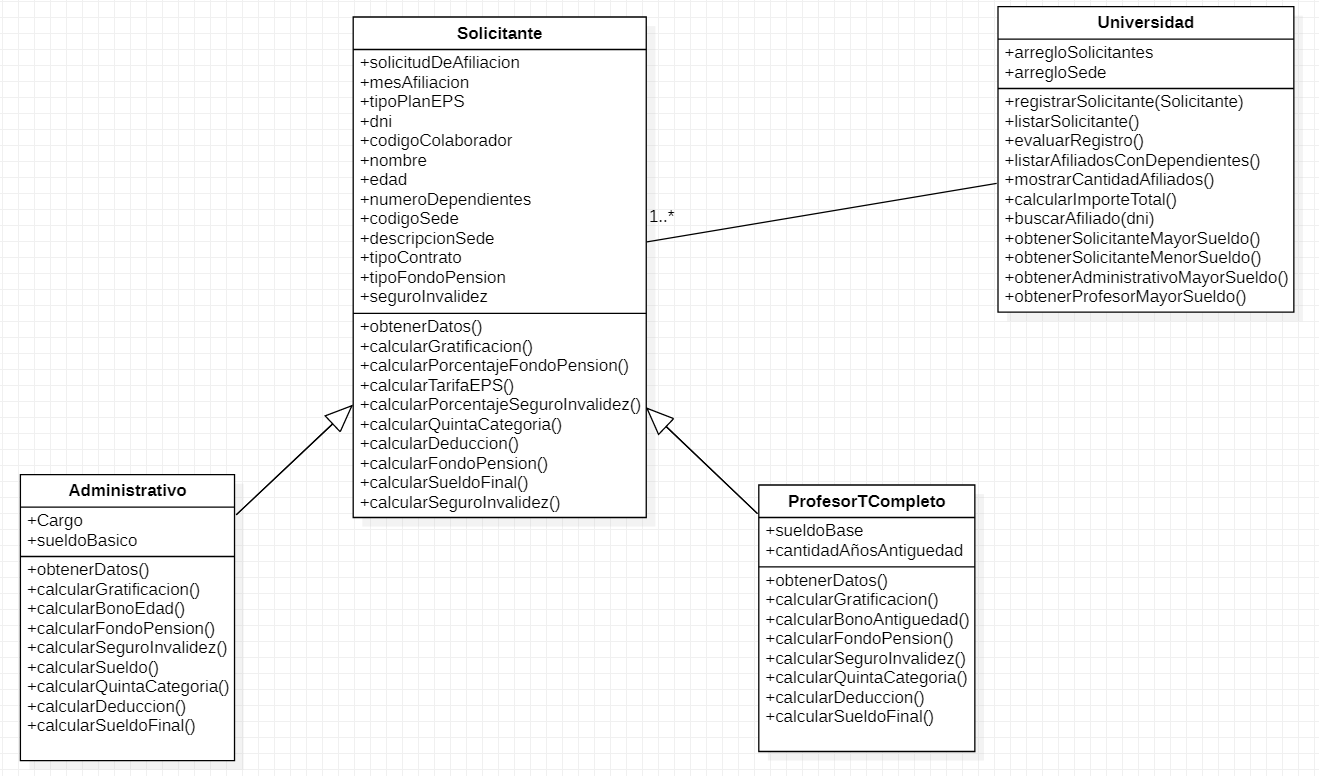 Solicitante
+solicitudDeAfiliacion
+mesAfiliacion
+tipoPlanEPS
+dni
+codigoColaborador
+nombre
+edad
+numeroDependientes
+codigoSede
+descripcionSede
+tipoContrato
+tipoFondoPension
+seguroInvalidez
+obtenerDatos()
+calcularGratificacion()
+calcularPorcentajeFondoPension()
+calcularTarifaEPS()
+calcularPorcentajeSeguroInvalidez()
+calcularQuintaCategoria()
+calcularDeduccion()
+calcularFondoPension()
+calcularSueldoFinal()
+calcularSeguroInvalidez()
1..*
Universidad
+arregloSolicitantes
+arregloSede
+registrarSolicitante(Solicitante)
+listarSolicitante()
+evaluarRegistro()
+listarAfiliadosConDependientes()
+mostrarCantidadAfiliados()
+calcularImporteTotal()
+buscarAfiliado(dni)
+obtenerSolicitanteMayorSueldo()
+obtenerSolicitanteMenorSueldo()
+obtenerAdministrativoMayorSueldo()
+obtenerProfesorMayorSueldo()
Administrativo
+Cargo
+sueldoBasico
+obtenerDatos()
+calcularGratificacion()
+calcularBonoEdad()
+calcularFondoPension()
+calcularSeguroInvalidez()
+calcularSueldo()
+calcularQuintaCategoria()
+calcularDeduccion()
+calcularSueldoFinal()
ProfesorTCompleto
+sueldoBase
+cantidadAñosAntiguedad
+obtenerDatos()
+calcularGratificacion()
+calcularBonoAntiguedad()
+calcularFondoPension()
+calcularSeguroInvalidez()
+calcularQuintaCategoria()
+calcularDeduccion()
+calcularSueldoFinal()